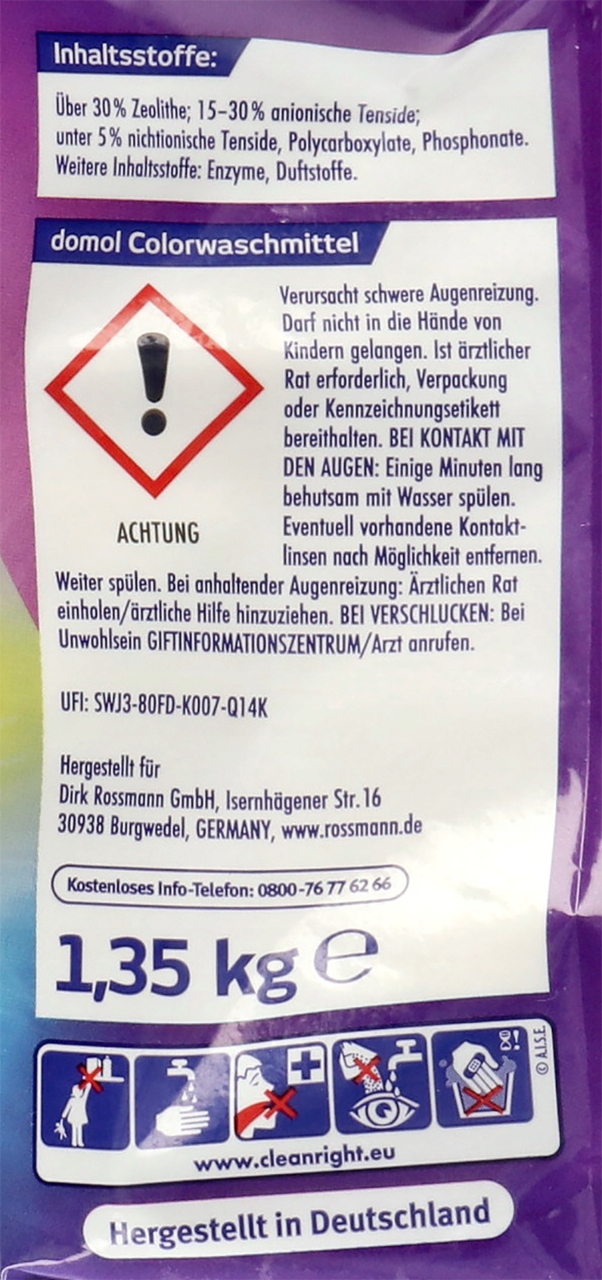 Inhaltsstoffe:
Über 30% Zeolithe; 15–30% anionische Tenside;
unter 5% nichtionische Tenside, Polycarboxylate, Phosphonate.
Weitere Inhaltsstoffe: Enzyme, Duftstoffe.
domol Colorwaschmittel
Verursacht schwere Augenreizung.
Darf nicht in die Hände von
Kindern gelangen. Ist ärztlicher
Rat erforderlich, Verpackung
oder Kennzeichnungsetikett
bereithalten. BEI KONTAKT MIT
DEN AUGEN: Einige Minuten lang
behutsam mit Wasser spülen.
Eventuell vorhandene Kontakt-
linsen nach Möglichkeit entfernen.
ACHTUNG
Weiter spülen. Bei anhaltender Augenreizung: Ärztlichen Rat
einholen/ärztliche Hilfe hinzuziehen. BEI VERSCHLUCKEN: Bei
Unwohlsein GIFTINFORMATIONSZENTRUM/Arzt anrufen.
UFI: SWJ3-80FD-K007-Q14K
Hergestellt für
Dirk Rossmann GmbH, Isernhägener Str. 16
30938 Burgwedel, GERMANY, www.rossmann.de
Kostenloses Info-Telefon: 0800-76 77 62 66
1,35 kg ℮
© A.I.S.E.
www.cleanright.eu
Hergestellt in Deutschland